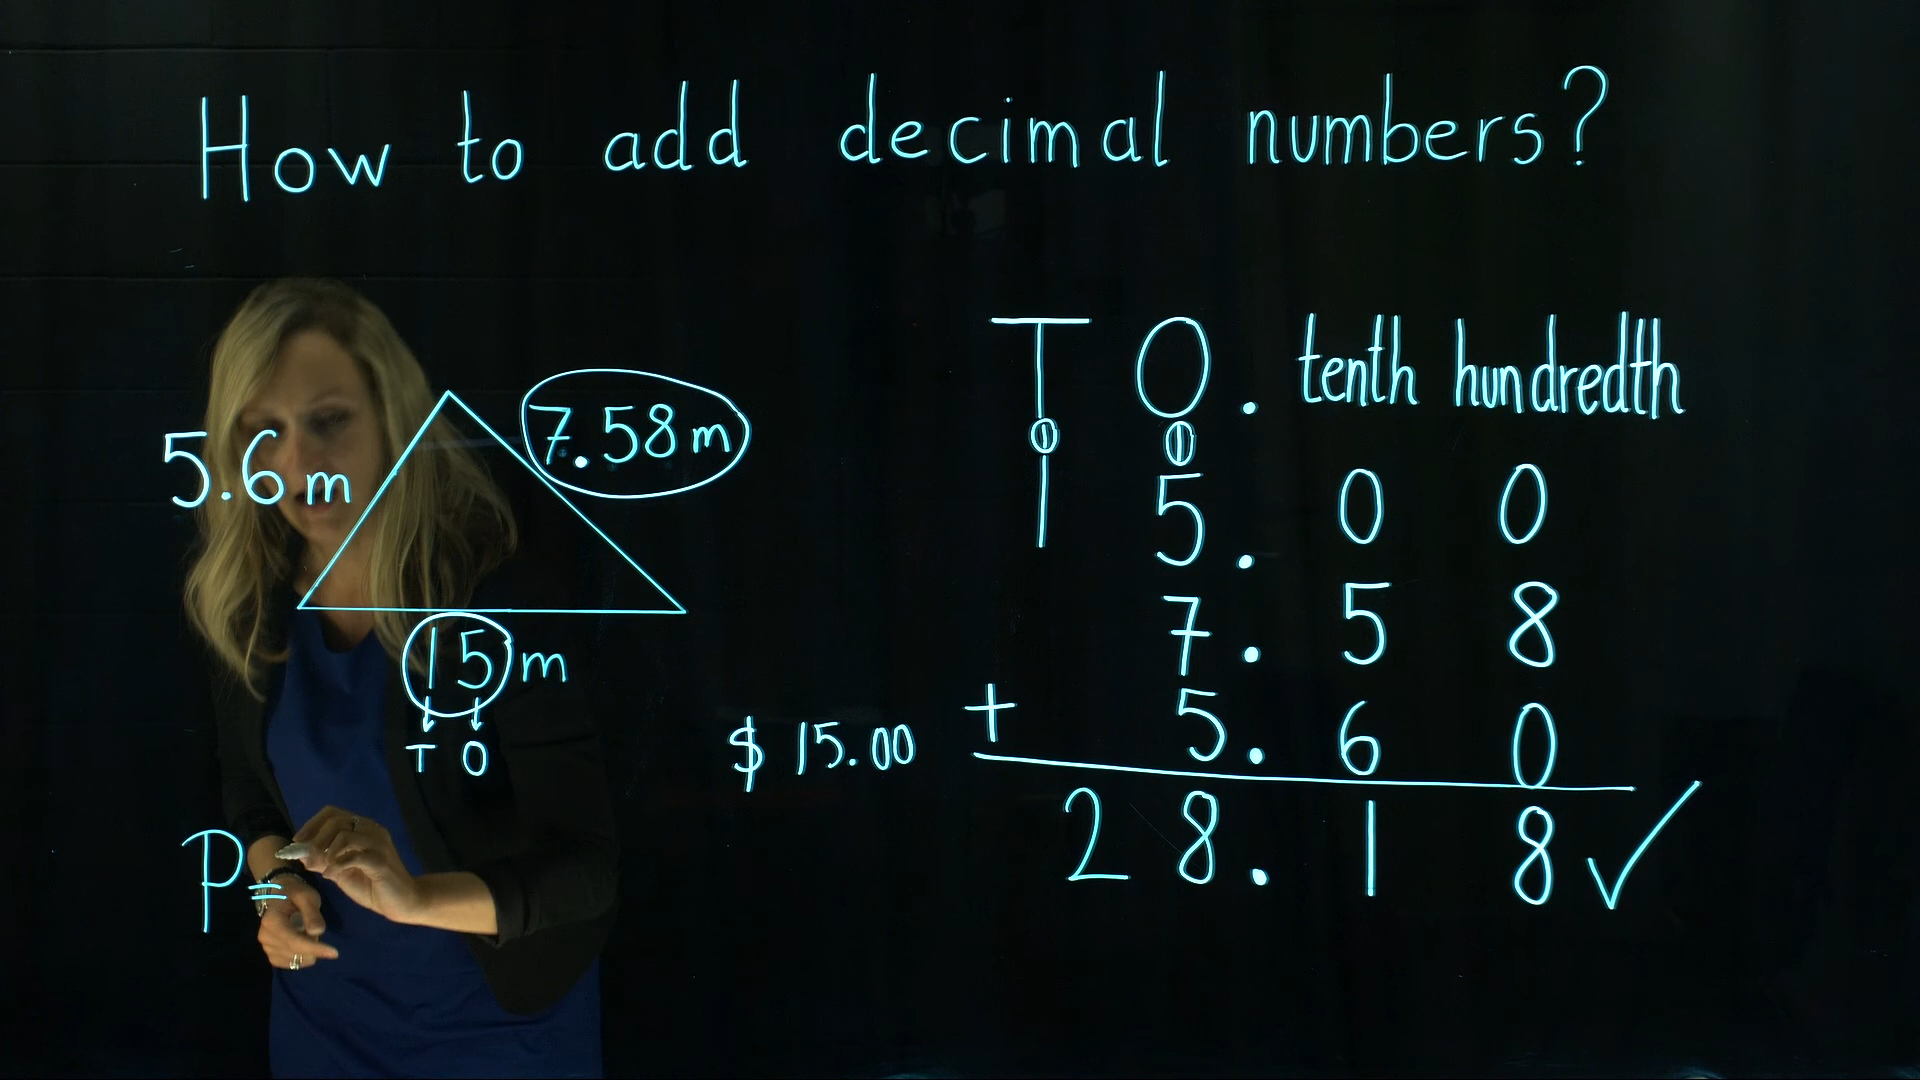 How to add decimal numbers?
5.6 m
7.58 m
15 m
T O
P =
$ 15.00
T O . tenth hundredth
1 1
1 5 . 0 0
7 . 5 8
+ 5 . 6 0
2 8 . 1 8 ✓